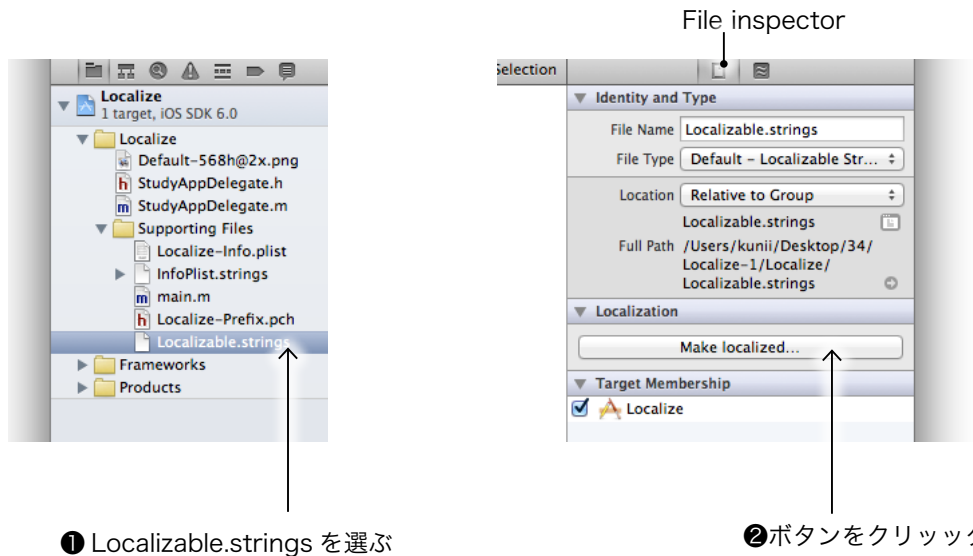 File inspector
Localize
1 target, iOS SDK 6.0
Localize
Default-568h@2x.png
StudyAppDelegate.h
StudyAppDelegate.m
Supporting Files
Localize-Info.plist
InfoPlist.strings
main.m
Localize-Prefix.pch
Localizable.strings
Frameworks
Products
Selection
Identity and Type
File Name Localizable.strings
File Type Default - Localizable Str...
Location Relative to Group
Localizable.strings
Full Path /Users/kunii/Desktop/34/
Localize-1/Localize/
Localizable.strings
Localization
Make localized...
Target Membership
Localize
❶ Localizable.strings を選ぶ
❷ボタンをクリック